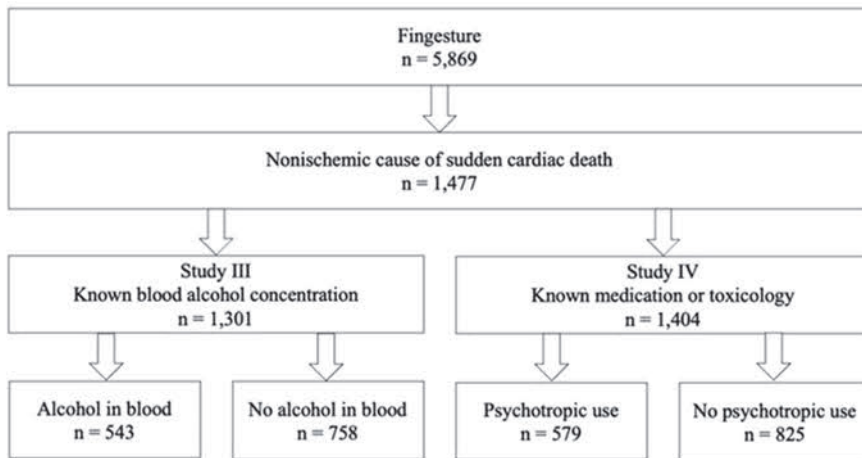 Fingesture
n = 5,869
Nonischemic cause of sudden cardiac death
n = 1,477
Study III
Known blood alcohol concentration
n = 1,301
Study IV
Known medication or toxicology
n = 1,404
Alcohol in blood
n = 543
No alcohol in blood
n = 758
Psychotropic use
n = 579
No psychotropic use
n = 825